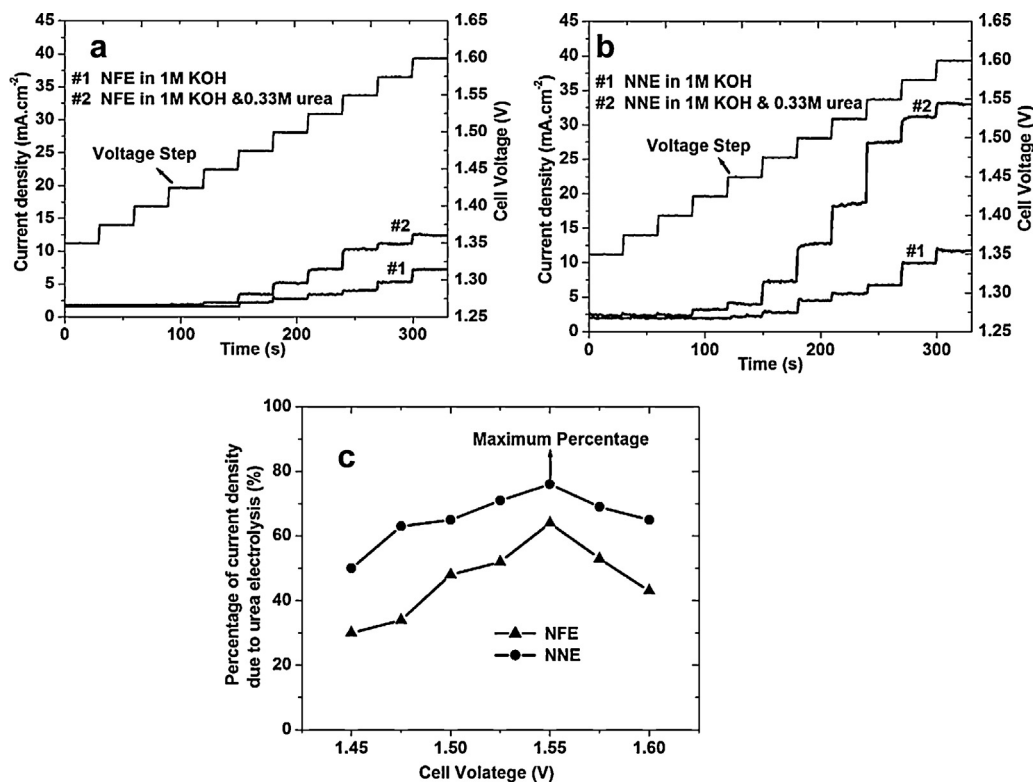 a
#1 NFE in 1M KOH
#2 NFE in 1M KOH &0.33M urea
Voltage Step
#2
#1
Current density (mA.cm-2)
45
40
35
30
25
20
15
10
5
0
0 100 200 300
Time (s)
1.65
1.60
1.55
1.50
1.45
1.40
1.35
1.30
1.25
Cell Voltage (V)
b
#1 NNE in 1M KOH
#2 NNE in 1M KOH & 0.33M urea
#2
Voltage Step
#1
Current density (mA.cm-2)
45
40
35
30
25
20
15
10
5
0
0 100 200 300
Time (s)
1.65
1.60
1.55
1.50
1.45
1.40
1.35
1.30
1.25
Cell Voltage (V)
c
Maximum Percentage
NFE
NNE
Percentage of current density
due to urea electrolysis (%)
100
80
60
40
20
0
1.45 1.50 1.55 1.60
Cell Volatege (V)